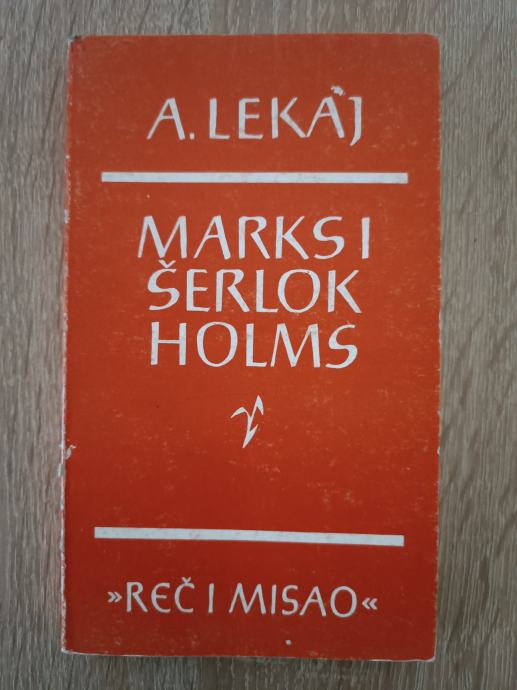 A. LEKAJ
MARKS I
ŠERLOK
HOLMS
»REČ I MISAO«